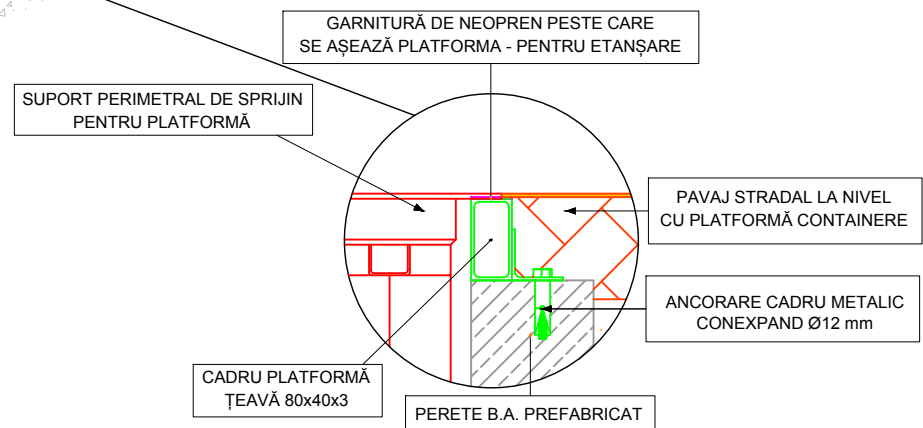 GARNITURĂ DE NEOPREN PESTE CARE
SE AȘEAZĂ PLATFORMA - PENTRU ETANȘARE
SUPORT PERIMETRAL DE SPRIJIN
PENTRU PLATFORMĂ
PAVAJ STRADAL LA NIVEL
CU PLATFORMĂ CONTAINERE
ANCORARE CADRU METALIC
CONEXPAND Ø12 mm
CADRU PLATFORMĂ
ȚEAVĂ 80x40x3
PERETE B.A. PREFABRICAT